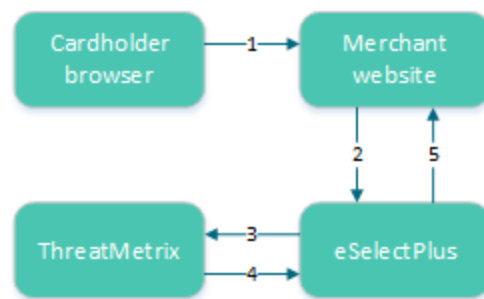 Cardholder
browser
1
Merchant
website
2
5
ThreatMetrix
3
4
eSelectPlus